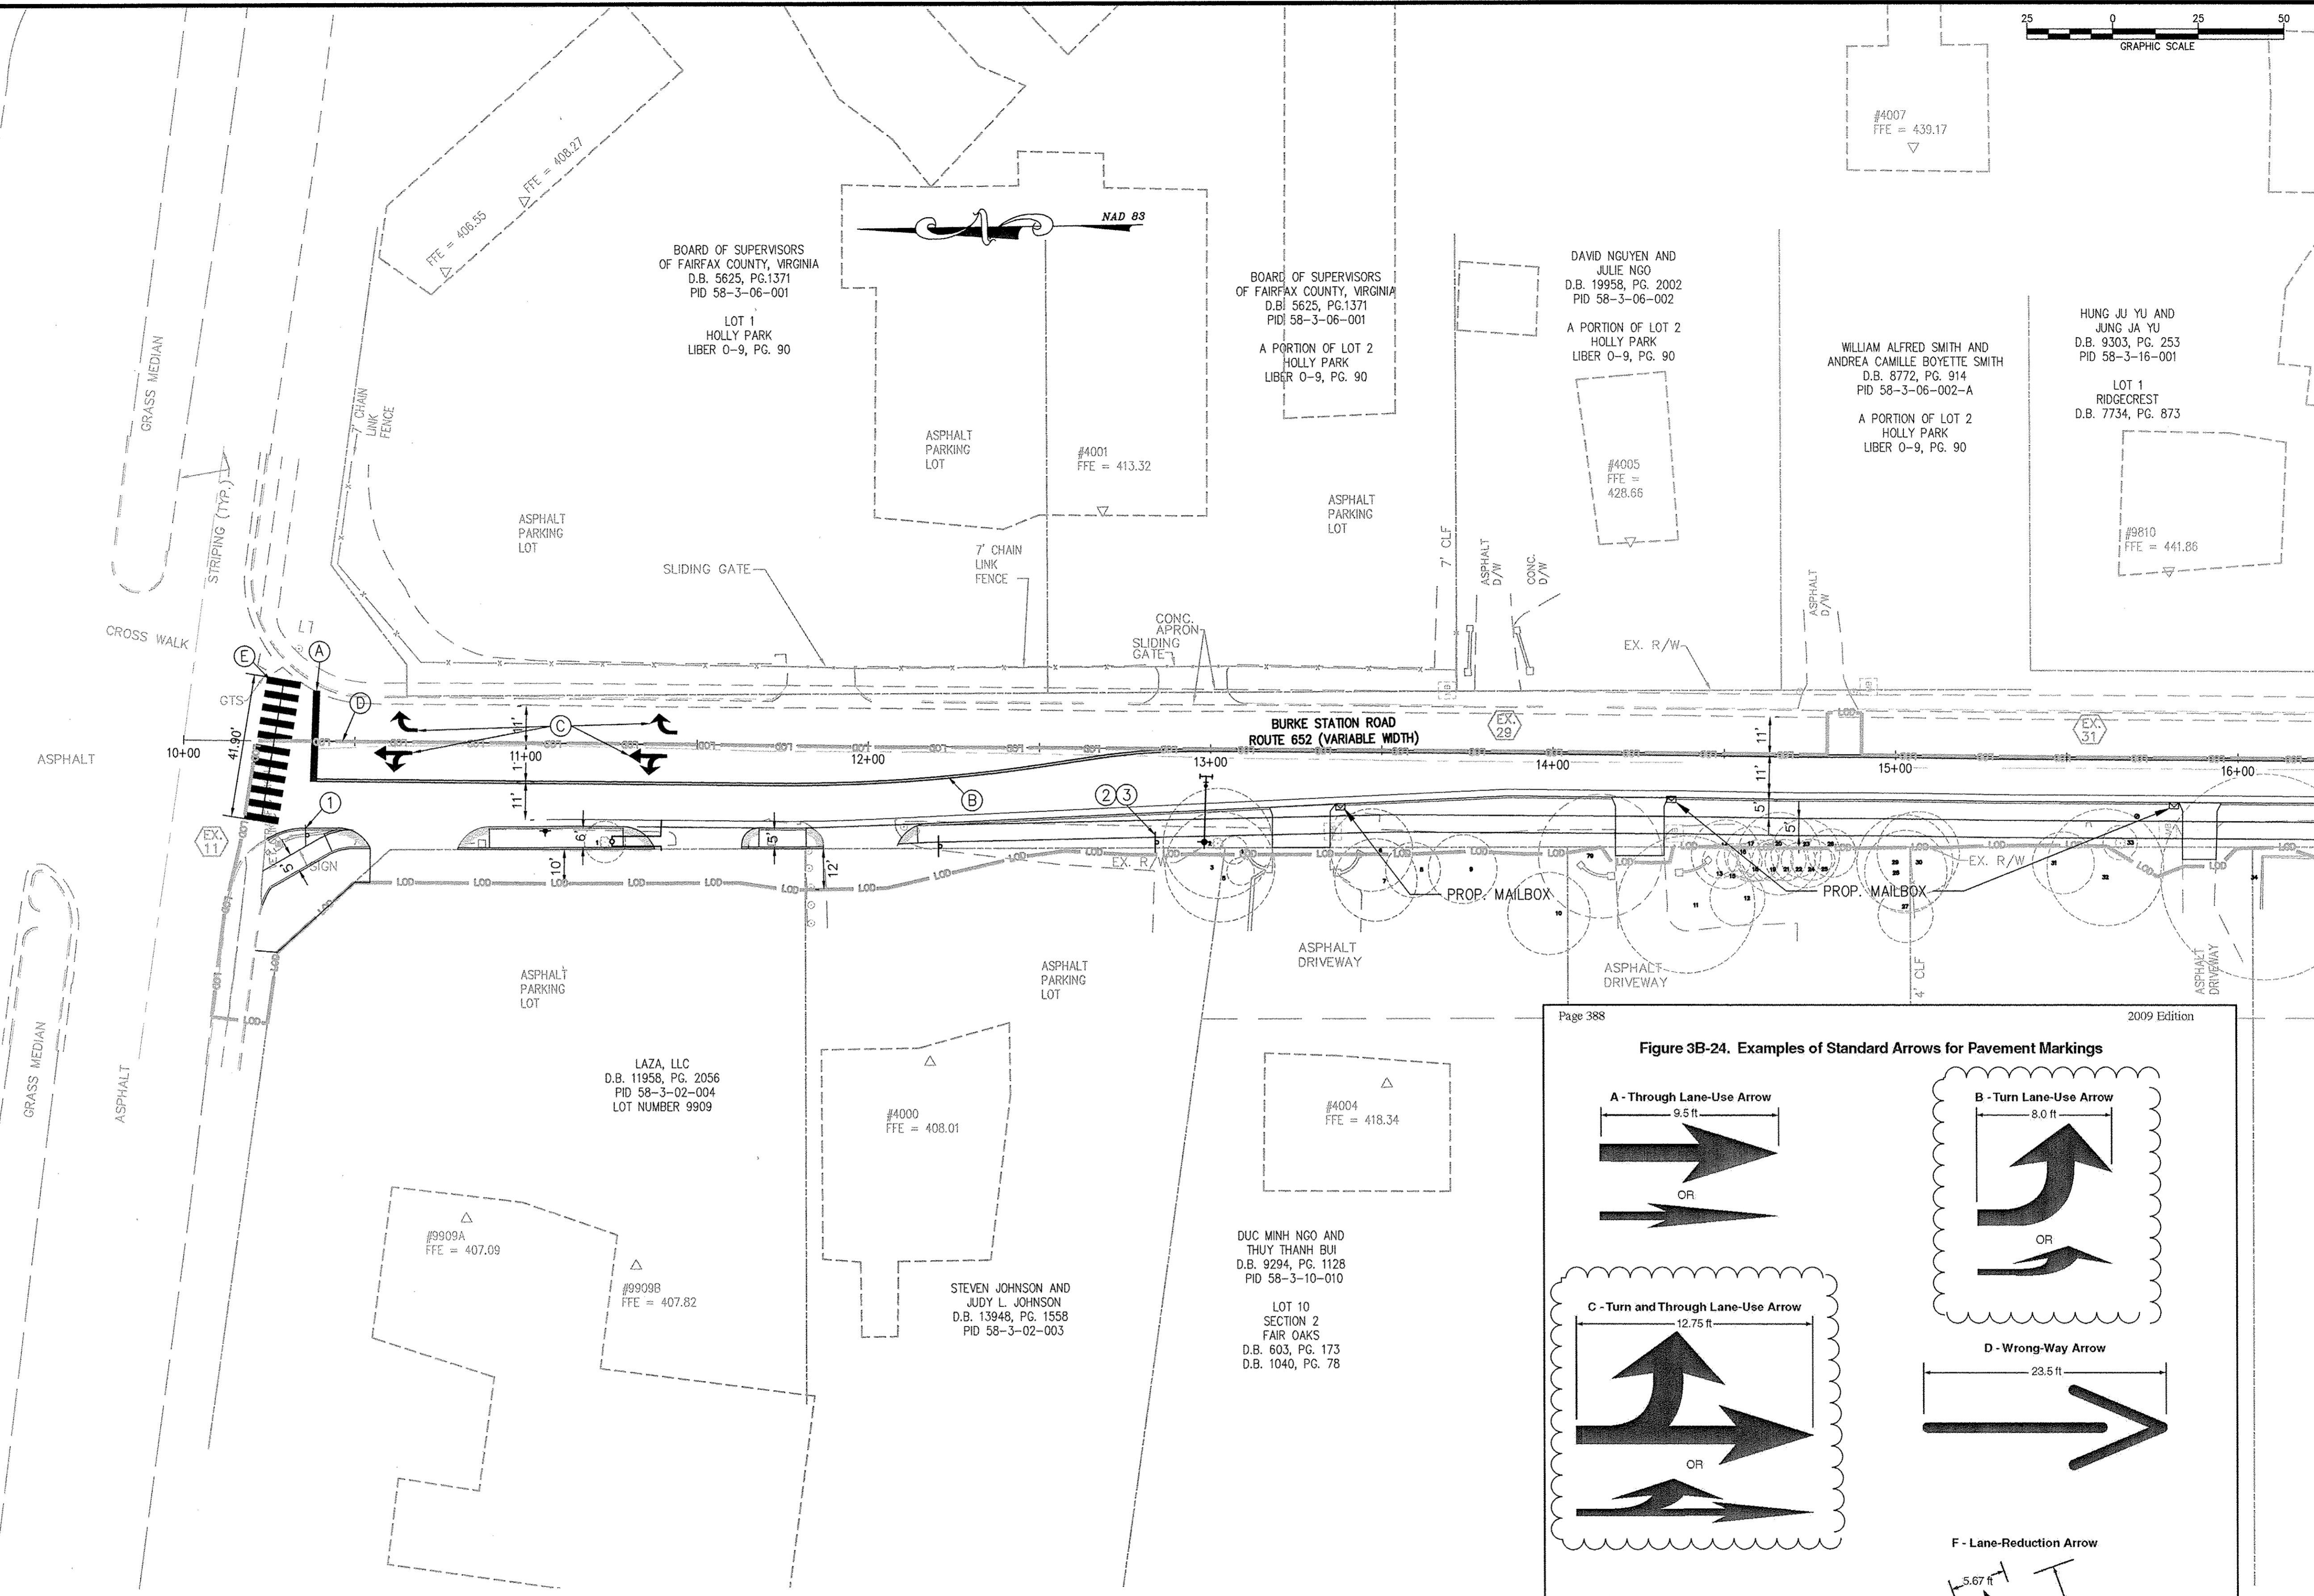 25 0 25 50
GRAPHIC SCALE
#4007
FFE = 439.17
FFE = 408.27
FFE = 406.55
NAD 83
BOARD OF SUPERVISORS
OF FAIRFAX COUNTY, VIRGINIA
D.B. 5625, PG.1371
PID 58-3-06-001
LOT 1
HOLLY PARK
LIBER O-9, PG. 90
BOARD OF SUPERVISORS
OF FAIRFAX COUNTY, VIRGINIA
D.B. 5625, PG.1371
PID 58-3-06-001
A PORTION OF LOT 2
HOLLY PARK
LIBER O-9, PG. 90
DAVID NGUYEN AND
JULIE NGO
D.B. 19958, PG. 2002
PID 58-3-06-002
A PORTION OF LOT 2
HOLLY PARK
LIBER O-9, PG. 90
WILLIAM ALFRED SMITH AND
ANDREA CAMILLE BOYETTE SMITH
D.B. 8772, PG. 914
PID 58-3-06-002-A
A PORTION OF LOT 2
HOLLY PARK
LIBER O-9, PG. 90
HUNG JU YU AND
JUNG JA YU
D.B. 9303, PG. 253
PID 58-3-16-001
LOT 1
RIDGECREST
D.B. 7734, PG. 873
GRASS MEDIAN
7' CHAIN
LINK
FENCE
ASPHALT
PARKING
LOT
#4001
FFE = 413.32
#4005
FFE =
428.66
#9810
FFE = 441.86
STRIPING (TYP.)
ASPHALT
PARKING
LOT
ASPHALT
PARKING
LOT
SLIDING GATE
7' CHAIN
LINK
FENCE
7' CLF
ASPHALT
D/W
CONC.
D/W
ASPHALT
D/W
CROSS WALK
L7
CONC.
APRON
SLIDING
GATE
EX. R/W
E
A
GTS
D
C
11'
BURKE STATION ROAD
ROUTE 652 (VARIABLE WIDTH)
EX.
29
EX.
31
11'
41.90'
ASPHALT
10+00
11+00
12+00
13+00
14+00
15+00
16+00
11'
11'
B
2 3
1
5'
5'
EX.
11
SIGN
5'
6'
5'
10'
12'
EX. R/W
EX. R/W
LOD
PROP. MAILBOX
PROP. MAILBOX
ASPHALT
DRIVEWAY
ASPHALT
DRIVEWAY
4' CLF
ASPHALT
DRIVEWAY
ASPHALT
PARKING
LOT
ASPHALT
PARKING
LOT
GRASS MEDIAN
ASPHALT
LAZA, LLC
D.B. 11958, PG. 2056
PID 58-3-02-004
LOT NUMBER 9909
#4000
FFE = 408.01
#4004
FFE = 418.34
#9909A
FFE = 407.09
#9909B
FFE = 407.82
STEVEN JOHNSON AND
JUDY L. JOHNSON
D.B. 13948, PG. 1558
PID 58-3-02-003
DUC MINH NGO AND
THUY THANH BUI
D.B. 9294, PG. 1128
PID 58-3-10-010
LOT 10
SECTION 2
FAIR OAKS
D.B. 603, PG. 173
D.B. 1040, PG. 78
Page 388 2009 Edition
Figure 3B-24. Examples of Standard Arrows for Pavement Markings
A - Through Lane-Use Arrow
9.5 ft
OR
B - Turn Lane-Use Arrow
8.0 ft
OR
C - Turn and Through Lane-Use Arrow
12.75 ft
OR
D - Wrong-Way Arrow
23.5 ft
F - Lane-Reduction Arrow
5.67 ft